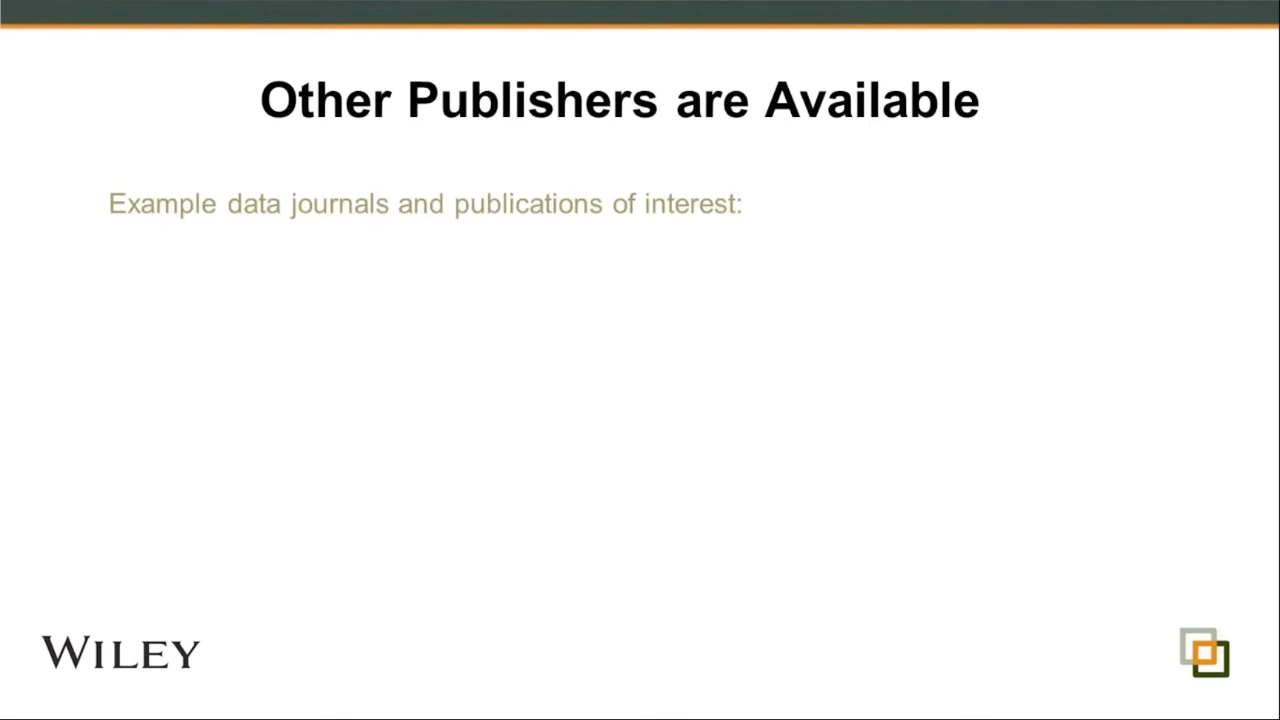 Other Publishers are Available
Example data journals and publications of interest:
WILEY